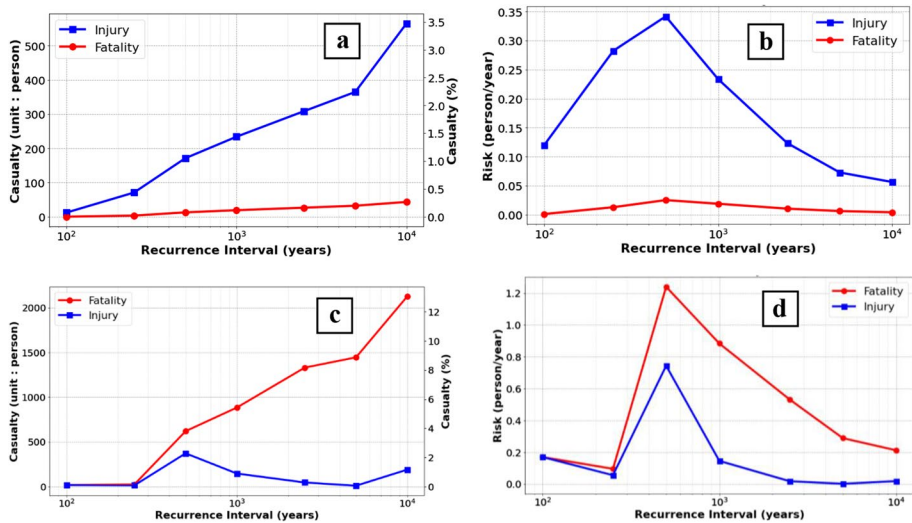 a
Injury
Fatality
Casualty (unit : person)
500
400
300
200
100
0
Casualty (%)
3.5
3.0
2.5
2.0
1.5
1.0
0.5
0.0
10²
10³
10⁴
Recurrence Interval (years)
b
Injury
Fatality
Risk (person/year)
0.35
0.30
0.25
0.20
0.15
0.10
0.05
0.00
10²
10³
10⁴
Recurrence Interval (years)
c
Fatality
Injury
Casualty (unit : person)
2000
1500
1000
500
0
Casualty (%)
12
10
8
6
4
2
0
10²
10³
10⁴
Recurrence Interval (years)
d
Fatality
Injury
Risk (person/year)
1.2
1.0
0.8
0.6
0.4
0.2
0.0
10²
10³
10⁴
Recurrence Interval (years)